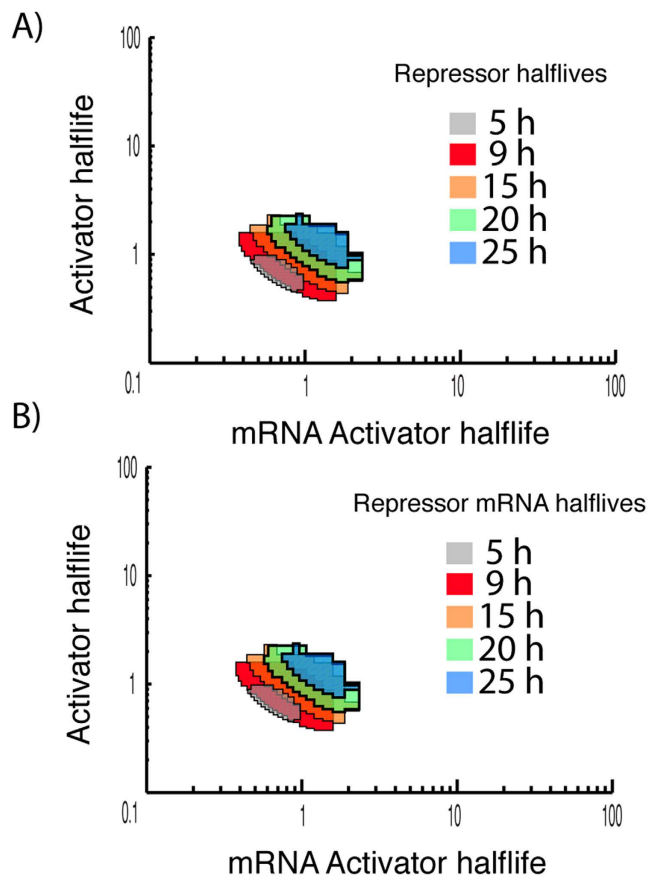 A)
100
10
1
0.1
Activator halflife
Repressor halflives
5 h
9 h
15 h
20 h
25 h
1
10
100
mRNA Activator halflife
B)
100
10
1
0.1
Activator halflife
Repressor mRNA halflives
5 h
9 h
15 h
20 h
25 h
1
10
100
mRNA Activator halflife